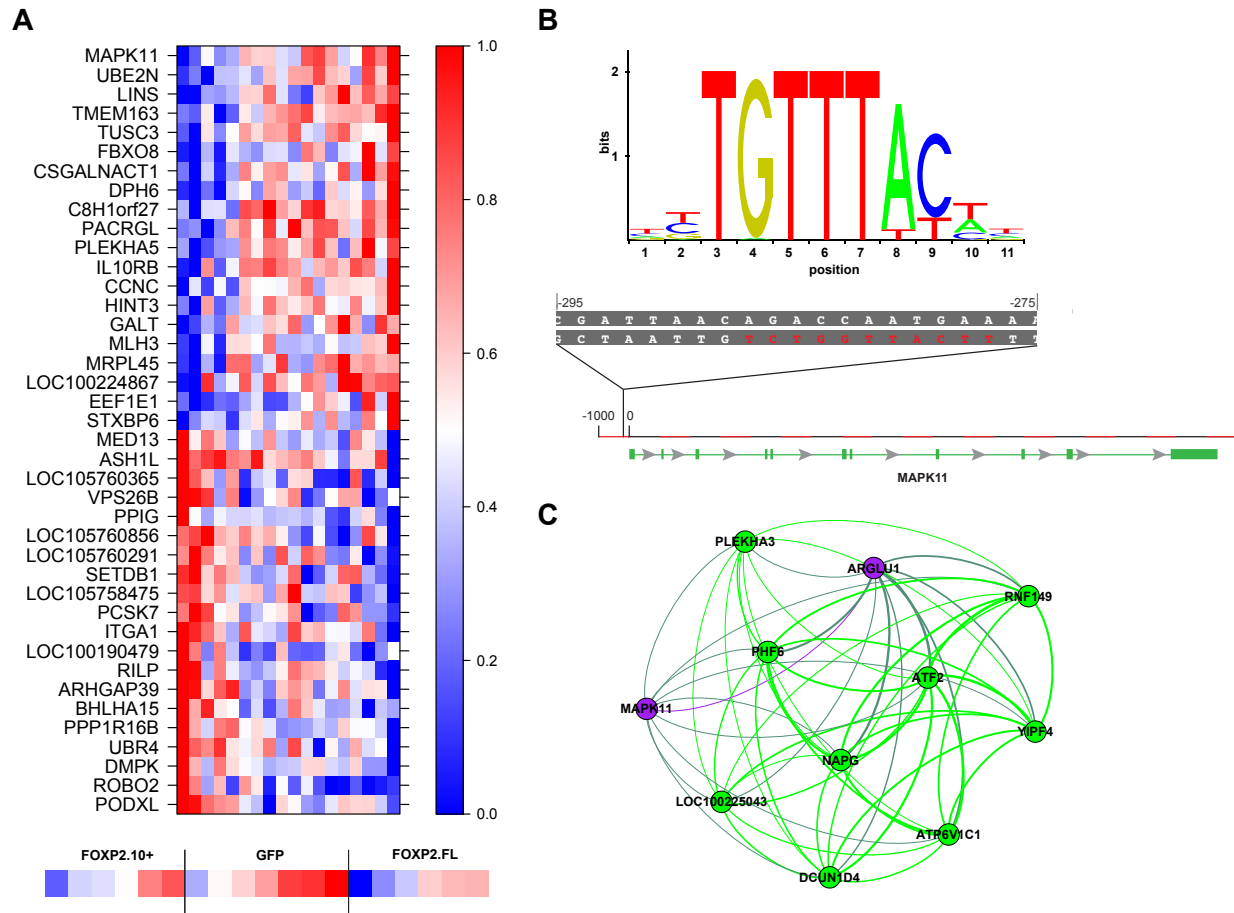 A
MAPK11
UBE2N
LINS
TMEM163
TUSC3
FBXO8
CSGALNACT1
DPH6
C8H1orf27
PACRGL
PLEKHA5
IL10RB
CCNC
HINT3
GALT
MLH3
MRPL45
LOC100224867
EEF1E1
STXBP6
MED13
ASH1L
LOC105760365
VPS26B
PPIG
LOC105760856
LOC105760291
SETDB1
LOC105758475
PCSK7
ITGA1
LOC100190479
RILP
ARHGAP39
BHLHA15
PPP1R16B
UBR4
DMPK
ROBO2
PODXL
1.0
0.8
0.6
0.4
0.2
0.0
FOXP2.10+ GFP FOXP2.FL
B
bits
2
1
T G T T T A C
1 2 3 4 5 6 7 8 9 10 11
position
-295 -275
C G A T T A A C A G A C C A A T G A A A A
G C T A A T T G T C T G G T T A C T T T T
-1000 0
MAPK11
C
PLEKHA3
ARGLU1
RNF149
PHF6
ATF2
MAPK11
YIPF4
NAPG
LOC100225043
ATP6V1C1
DCUN1D4